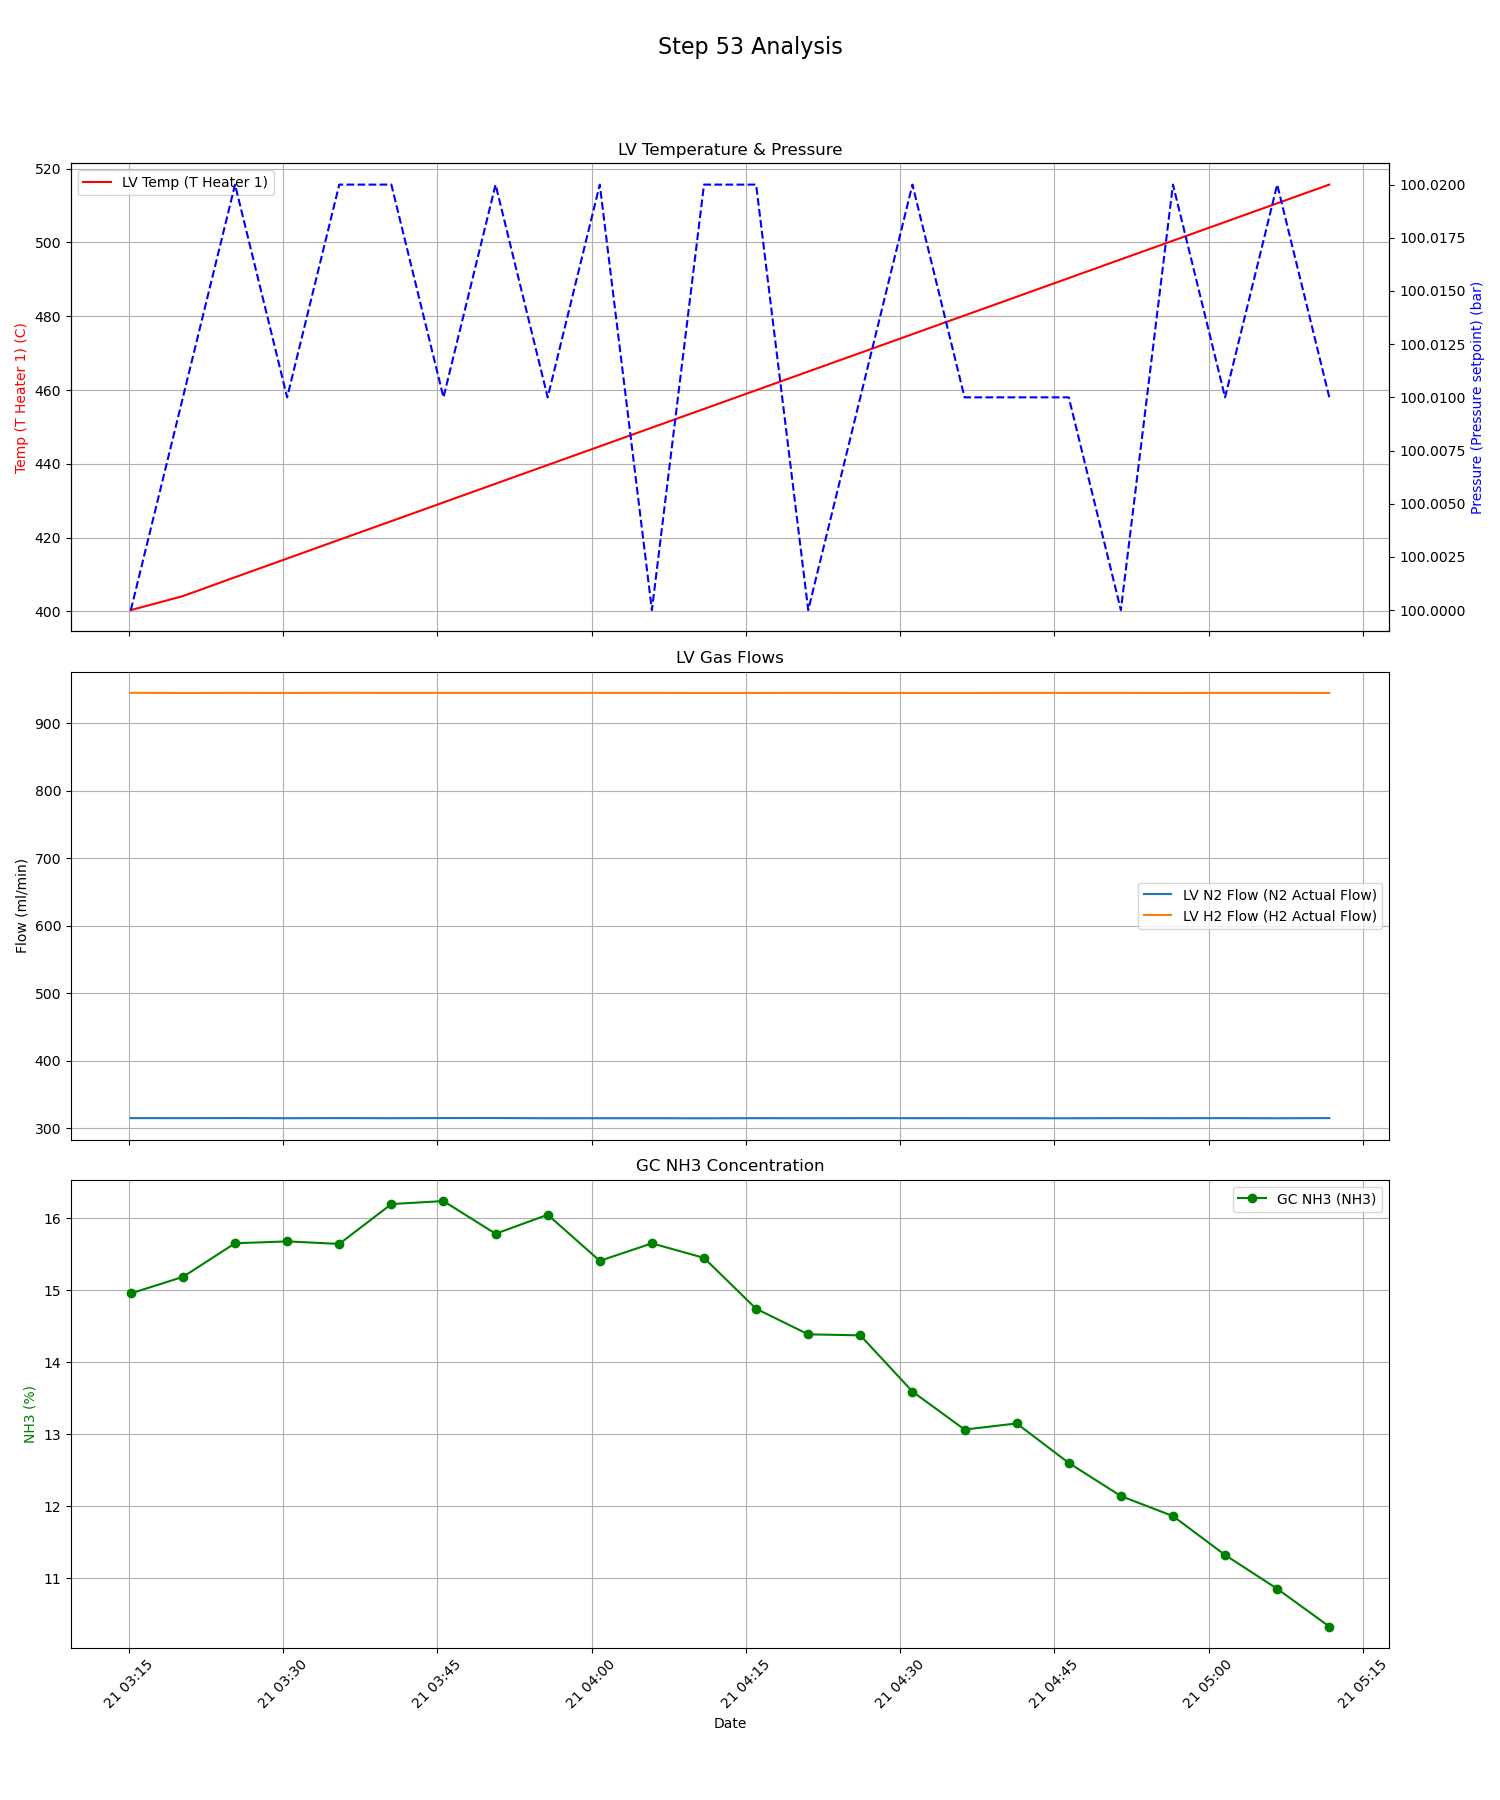 Step 53 Analysis
LV Temperature & Pressure
LV Temp (T Heater 1)
Temp (T Heater 1) (C)
520
500
480
460
440
420
400
100.0200
100.0175
100.0150
100.0125
100.0100
100.0075
100.0050
100.0025
100.0000
Pressure (Pressure setpoint) (bar)
LV Gas Flows
Flow (ml/min)
900
800
700
600
500
400
300
LV N2 Flow (N2 Actual Flow)
LV H2 Flow (H2 Actual Flow)
GC NH3 Concentration
NH3 (%)
16
15
14
13
12
11
GC NH3 (NH3)
21 03:15
21 03:30
21 03:45
21 04:00
21 04:15
21 04:30
21 04:45
21 05:00
21 05:15
Date